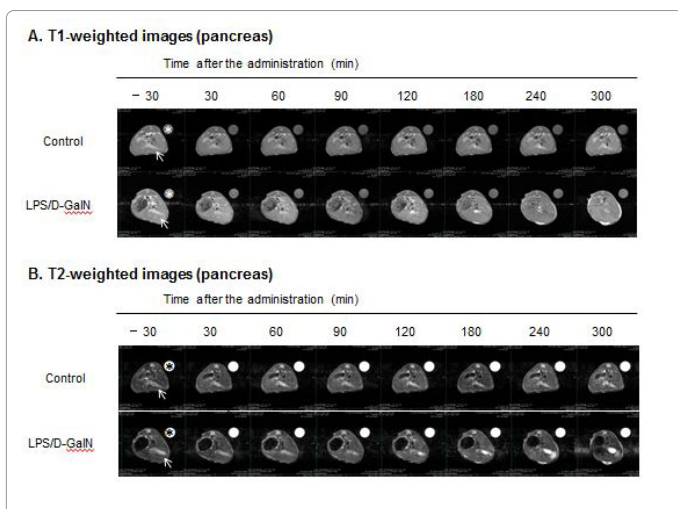 A. T1-weighted images (pancreas)
Time after the administration (min)
− 30 30 60 90 120 180 240 300
Control
LPS/D-GalN
B. T2-weighted images (pancreas)
Time after the administration (min)
− 30 30 60 90 120 180 240 300
Control
LPS/D-GalN